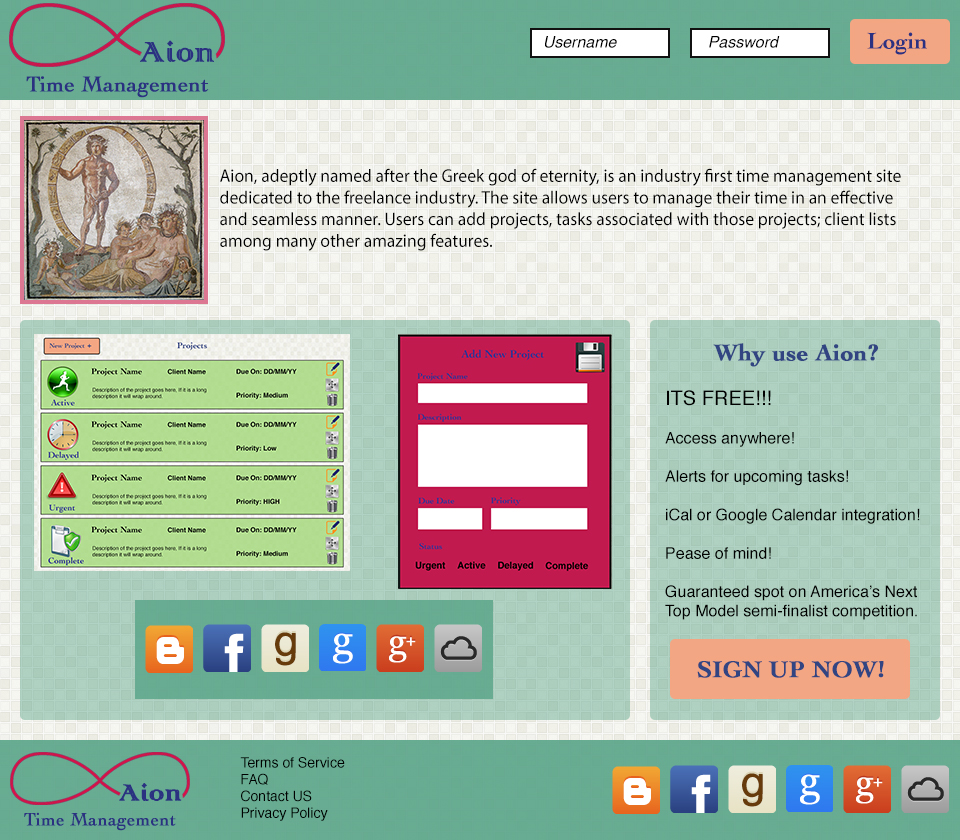 Aion
Time Management
Username
Password
Login
Aion, adeptly named after the Greek god of eternity, is an industry first time management site
dedicated to the freelance industry. The site allows users to manage their time in an effective
and seamless manner. Users can add projects, tasks associated with those projects; client lists
among many other amazing features.
New Project +
Projects
Project Name
Client Name
Due On: DD/MM/YY
Description of the project goes here, If it is a long
description it will wrap around.
Priority: Medium
Active
Project Name
Client Name
Due On: DD/MM/YY
Description of the project goes here, If it is a long
description it will wrap around.
Priority: Low
Delayed
Project Name
Client Name
Due On: DD/MM/YY
Description of the project goes here, If it is a long
description it will wrap around.
Priority: HIGH
Urgent
Project Name
Client Name
Due On: DD/MM/YY
Description of the project goes here, If it is a long
description it will wrap around.
Priority: Medium
Complete
Add New Project
Project Name
Description
Due Date
Priority
Status
Urgent
Active
Delayed
Complete
f
g
g
g+
Why use Aion?
ITS FREE!!!
Access anywhere!
Alerts for upcoming tasks!
iCal or Google Calendar integration!
Pease of mind!
Guaranteed spot on America's Next
Top Model semi-finalist competition.
SIGN UP NOW!
Aion
Time Management
Terms of Service
FAQ
Contact US
Privacy Policy
f
g
g
g+